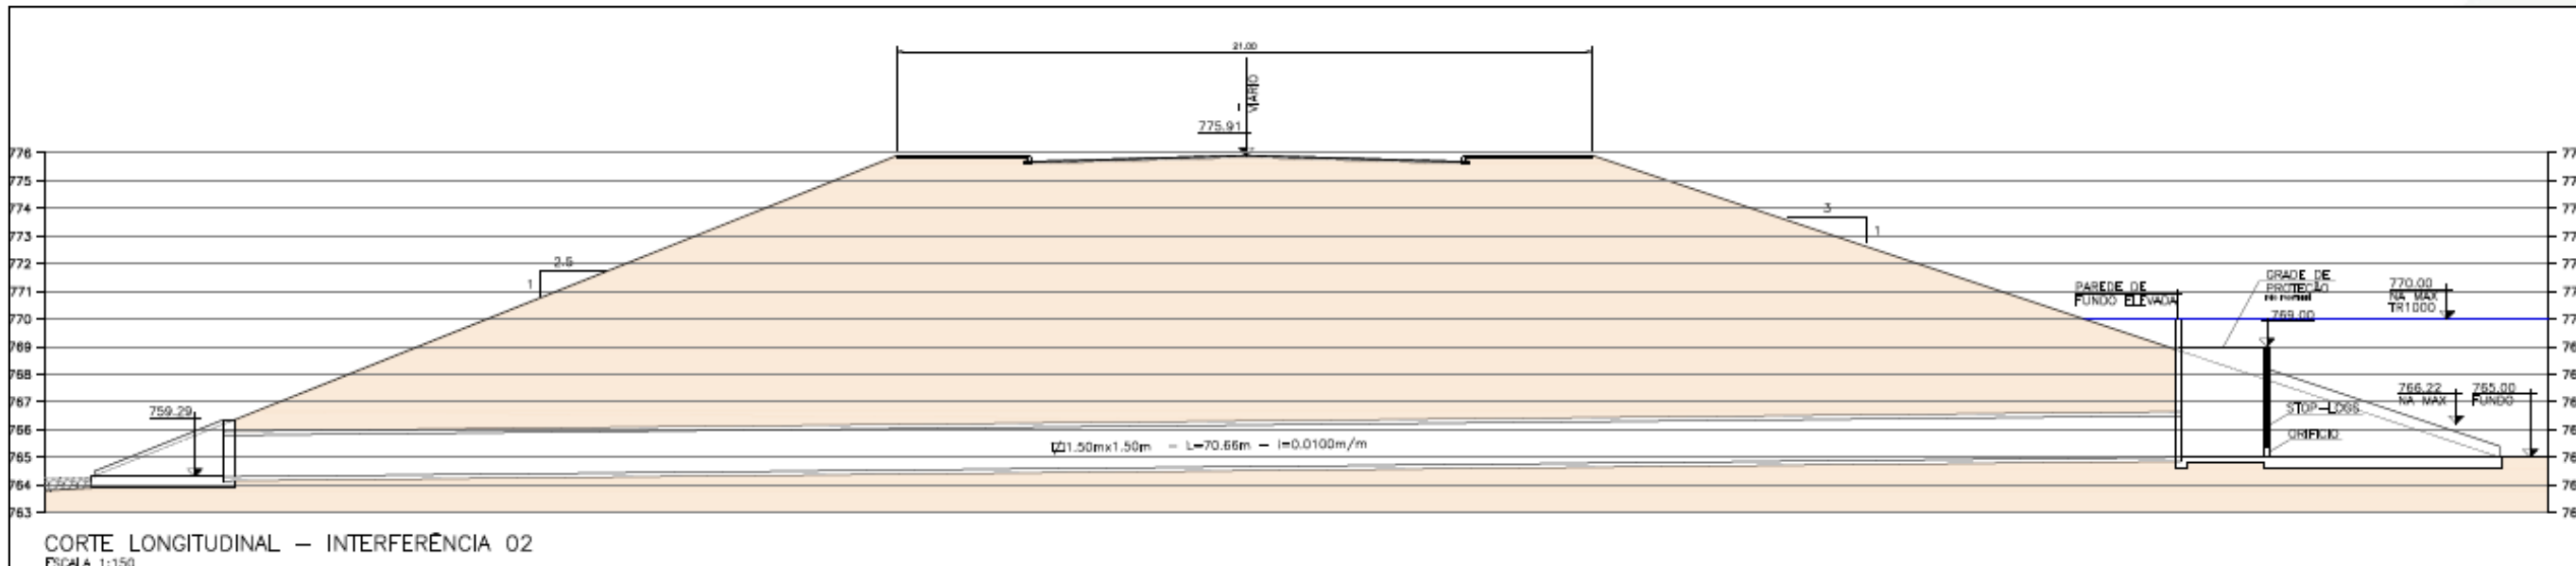 21.00
VIÁRIO
775.91
776
775
774
773
772
771
770
769
768
767
766
765
764
763
2.5
1
3
1
PAREDE DE
FUNDO ELEVADA
GRADE DE
PROTEÇÃO
769.00
770.00
NA MAX
TR1000
766.22
NA MAX
765.00
FUNDO
STOP-LOGS
ORIFÍCIO
759.29
1.50mx1.50m - L=70.66m - i=0.0100m/m
CORTE LONGITUDINAL - INTERFERÊNCIA 02
ESCALA 1:150